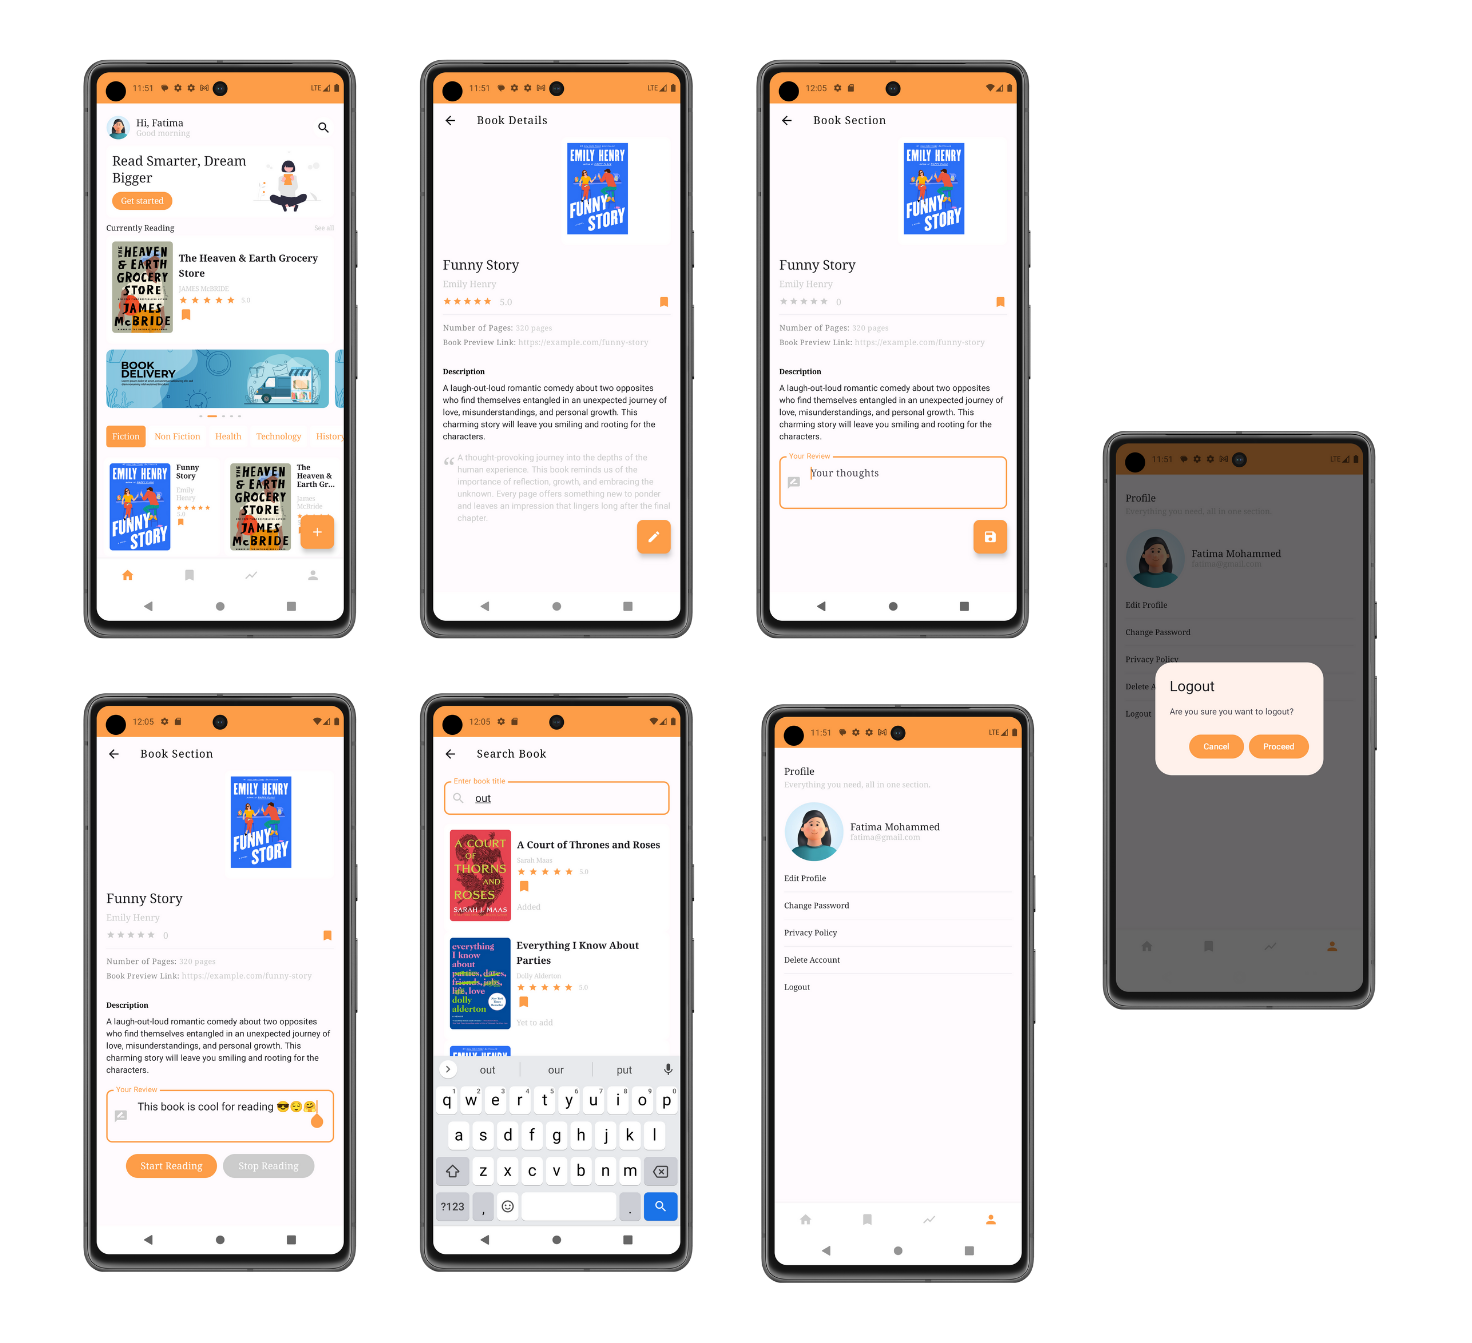 11:51
LTE
Hi, Fatima
Good morning
Read Smarter, Dream
Bigger
Get started
Currently Reading
See all
THE
HEAVEN
& EARTH
GROCERY
STORE
JAMES
McBRIDE
The Heaven & Earth Grocery
Store
JAMES McBRIDE
5.0
BOOK
DELIVERY
Fiction
Non Fiction
Health
Technology
History
EMILY HENRY
FUNNY
STORY
Funny
Story
Emily
Henry
5.0
THE
HEAVEN
& EARTH
GROCERY
STORE
JAMES
McBRIDE
The
Heaven &
Earth Gr...
James
McBride
+
11:51
LTE
Book Details
EMILY HENRY
FUNNY
STORY
Funny Story
Emily Henry
5.0
Number of Pages: 320 pages
Book Preview Link: https://example.com/funny-story
Description
A laugh-out-loud romantic comedy about two opposites
who find themselves entangled in an unexpected journey of
love, misunderstandings, and personal growth. This
charming story will leave you smiling and rooting for the
characters.
“ A thought-provoking journey into the depths of the
human experience. This book reminds us of the
importance of reflection, growth, and embracing the
unknown. Every page offers something new to ponder
and leaves an impression that lingers long after the final
chapter.
12:05
Book Section
EMILY HENRY
FUNNY
STORY
Funny Story
Emily Henry
0
Number of Pages: 320 pages
Book Preview Link: https://example.com/funny-story
Description
A laugh-out-loud romantic comedy about two opposites
who find themselves entangled in an unexpected journey of
love, misunderstandings, and personal growth. This
charming story will leave you smiling and rooting for the
characters.
Your Review
Your thoughts
11:51
LTE
Profile
Everything you need, all in one section.
Fatima Mohammed
fatima@gmail.com
Edit Profile
Change Password
Privacy Policy
Delete A
Logout
Logout
Are you sure you want to logout?
Cancel
Proceed
12:05
Book Section
EMILY HENRY
FUNNY
STORY
Funny Story
Emily Henry
0
Number of Pages: 320 pages
Book Preview Link: https://example.com/funny-story
Description
A laugh-out-loud romantic comedy about two opposites
who find themselves entangled in an unexpected journey of
love, misunderstandings, and personal growth. This
charming story will leave you smiling and rooting for the
characters.
Your Review
This book is cool for reading 😎😌🤗
Start Reading
Stop Reading
12:05
Search Book
Enter book title
out
A COURT
OF
THORNS
AND
ROSES
SARAH J. MAAS
A Court of Thrones and Roses
Sarah Maas
5.0
Added
everything
I know
about
parties, dates,
friends, jobs,
life, love
dolly
alderton
Everything I Know About
Parties
Dolly Alderton
5.0
Yet to add
EMILY HENRY
out
our
put
q1 w2 e3 r4 t5 y6 u7 i8 o9 p0
a s d f g h j k l
z x c v b n m
?123 , .
11:51
LTE
Profile
Everything you need, all in one section.
Fatima Mohammed
fatima@gmail.com
Edit Profile
Change Password
Privacy Policy
Delete Account
Logout